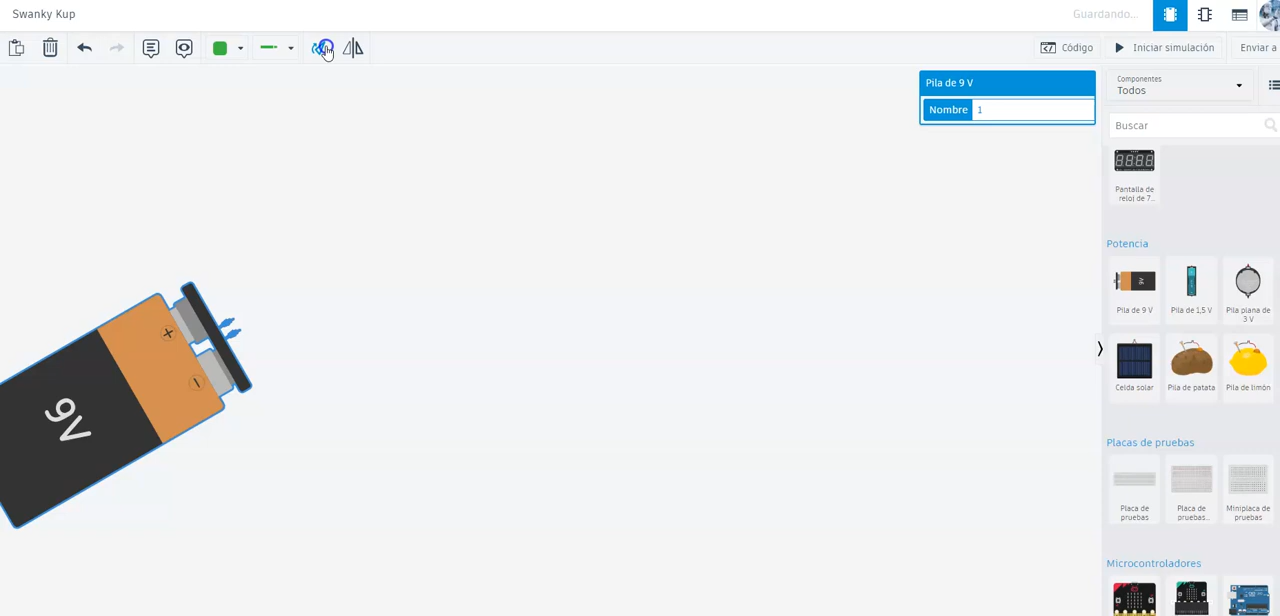 Swanky Kup
Guardando...
Código
Iniciar simulación
Enviar a
Pila de 9 V
Nombre 1
Componentes
Todos
Buscar
Pantalla de
reloj de 7...
Potencia
9V
Pila de 9 V
Pila de 1,5 V
Pila plana de
3 V
+
−
9V
Celda solar
Pila de patata
Pila de limón
Placas de pruebas
Placa de
pruebas
Placa de
pruebas...
Miniplaca de
pruebas
Microcontroladores